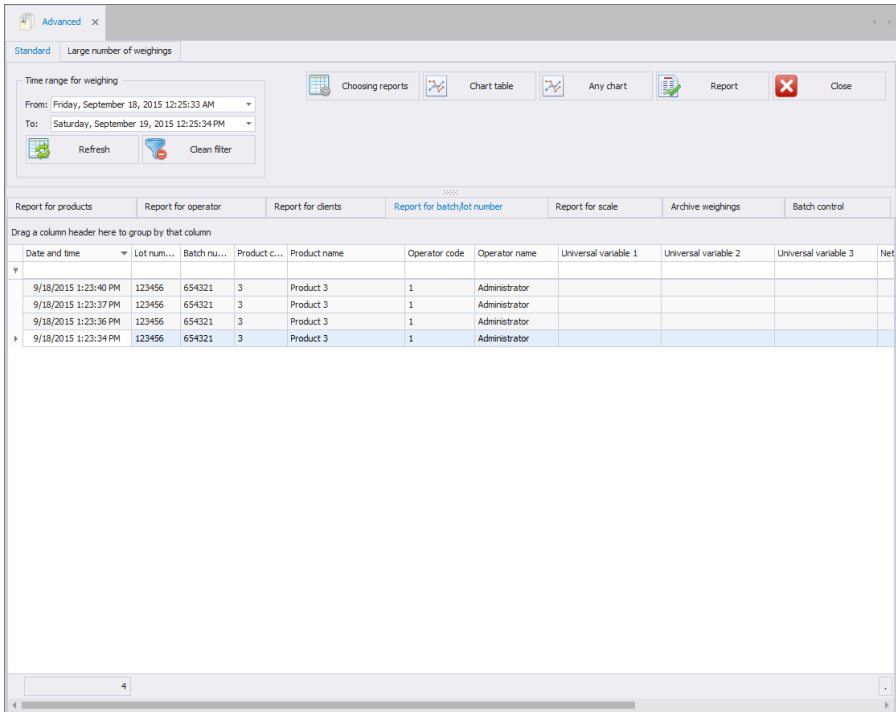 Advanced
Standard Large number of weighings
Time range for weighing
From: Friday, September 18, 2015 12:25:33 AM
To: Saturday, September 19, 2015 12:25:34 PM
Refresh Clean filter
Choosing reports Chart table Any chart Report Close
Report for products Report for operator Report for clients Report for batch/lot number Report for scale Archive weighings Batch control
Drag a column header here to group by that column
Date and time Lot num... Batch nu... Product c... Product name Operator code Operator name Universal variable 1 Universal variable 2 Universal variable 3 Net
9/18/2015 1:23:40 PM 123456 654321 3 Product 3 1 Administrator
9/18/2015 1:23:37 PM 123456 654321 3 Product 3 1 Administrator
9/18/2015 1:23:36 PM 123456 654321 3 Product 3 1 Administrator
9/18/2015 1:23:34 PM 123456 654321 3 Product 3 1 Administrator
4 .